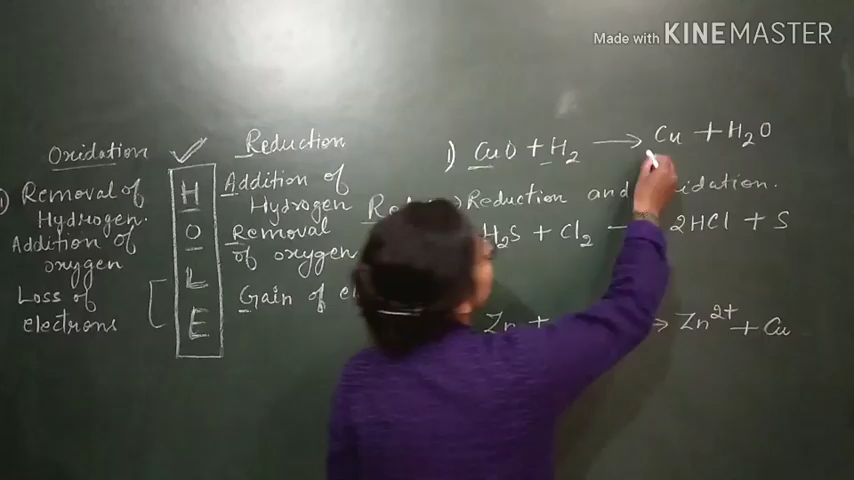 Made with KINEMASTER
Oxidation ✓ Reduction
1) Removal of Hydrogen.
Addition of oxygen
Loss of electrons
H
O
L
E
Addition of Hydrogen
Removal of oxygen
Gain of
1) CuO + H₂ → Cu + H₂O
Reduction and
H₂S + Cl₂ 2HCl + S
Zn + → Zn²⁺ + Cu